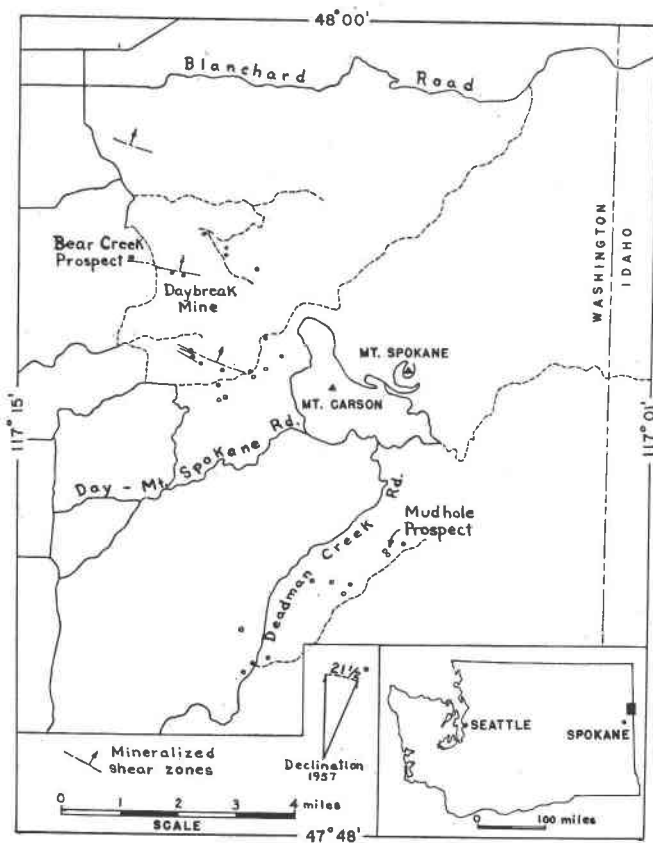 48° 00'
Blanchard Road
WASHINGTON
IDAHO
Bear Creek
Prospect
Daybreak
Mine
MT. SPOKANE
MT. CARSON
117° 15'
117° 01'
Day - Mt. Spokane Rd.
Deadman Creek Rd.
Mudhole
Prospect
21 1/2°
Declination
1957
Mineralized
shear zones
0 1 2 3 4
miles
SCALE
SEATTLE
SPOKANE
0 100 miles
47° 48'